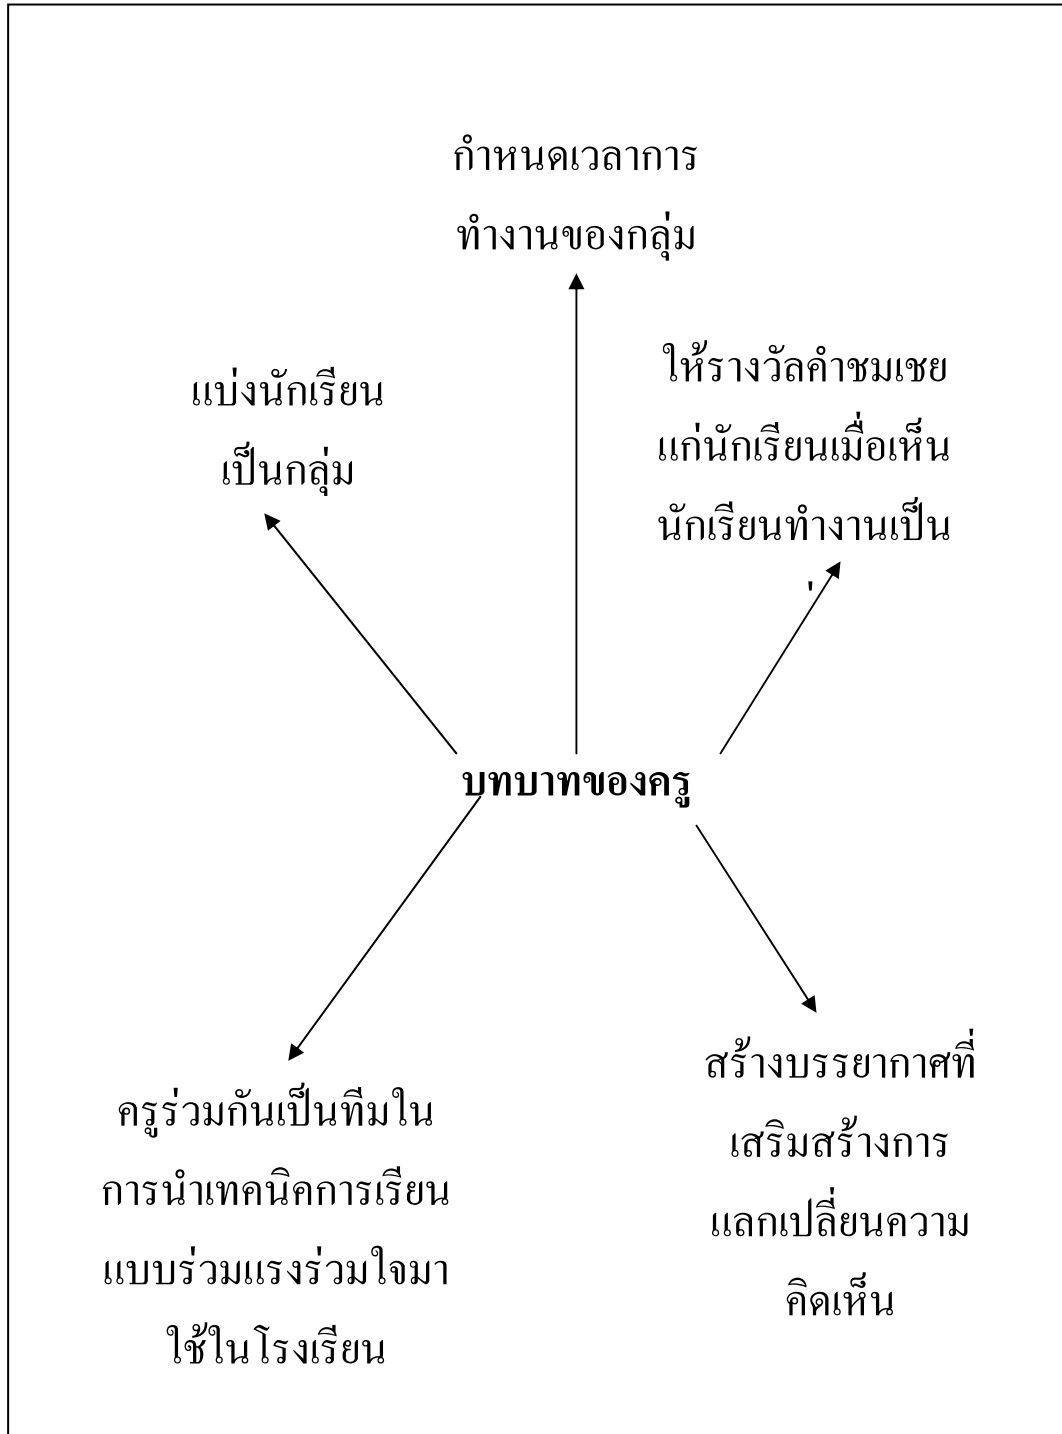 กำหนดเวลาการ
ทำงานของกลุ่ม
แบ่งนักเรียน
เป็นกลุ่ม
ให้รางวัลคำชมเชย
แก่นักเรียนเมื่อเห็น
นักเรียนทำงานเป็น
บทบาทของครู
ครูร่วมกันเป็นทีมใน
การนำเทคนิคการเรียน
แบบร่วมแรงร่วมใจมา
ใช้ในโรงเรียน
สร้างบรรยากาศที่
เสริมสร้างการ
แลกเปลี่ยนความ
คิดเห็น